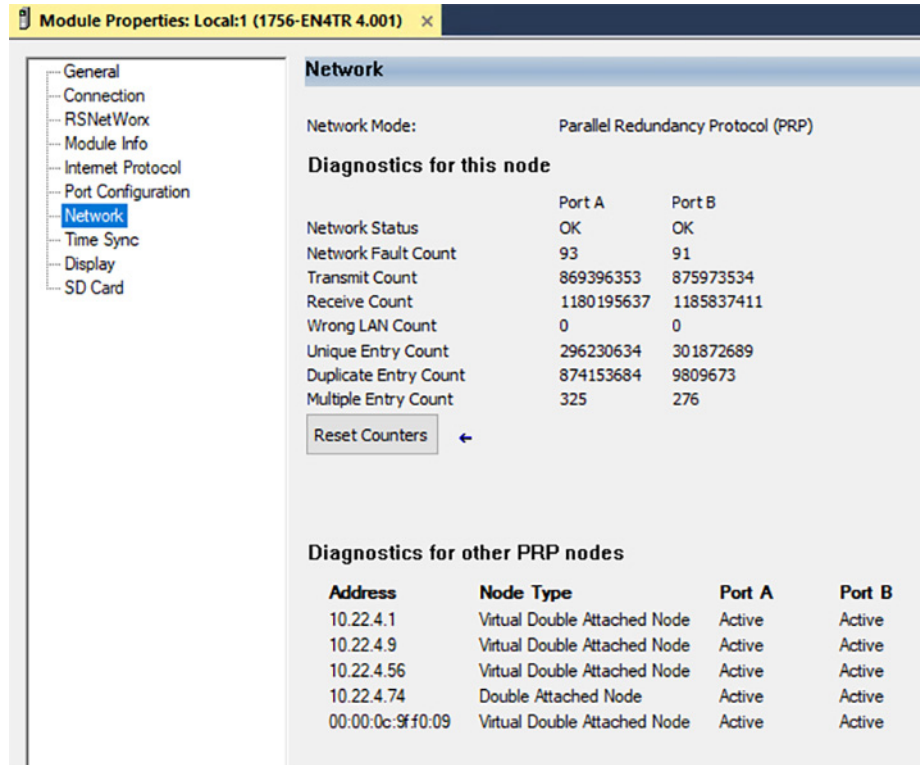 Module Properties: Local:1 (1756-EN4TR 4.001) ×
General
Connection
RSNetWorx
Module Info
Internet Protocol
Port Configuration
Network
Time Sync
Display
SD Card
Network
Network Mode: Parallel Redundancy Protocol (PRP)
Diagnostics for this node
Port A Port B
Network Status OK OK
Network Fault Count 93 91
Transmit Count 869396353 875973534
Receive Count 1180195637 1185837411
Wrong LAN Count 0 0
Unique Entry Count 296230634 301872689
Duplicate Entry Count 874153684 9809673
Multiple Entry Count 325 276
Reset Counters ←
Diagnostics for other PRP nodes
Address Node Type Port A Port B
10.22.4.1 Virtual Double Attached Node Active Active
10.22.4.9 Virtual Double Attached Node Active Active
10.22.4.56 Virtual Double Attached Node Active Active
10.22.4.74 Double Attached Node Active Active
00:00:0c:9f:f0:09 Virtual Double Attached Node Active Active